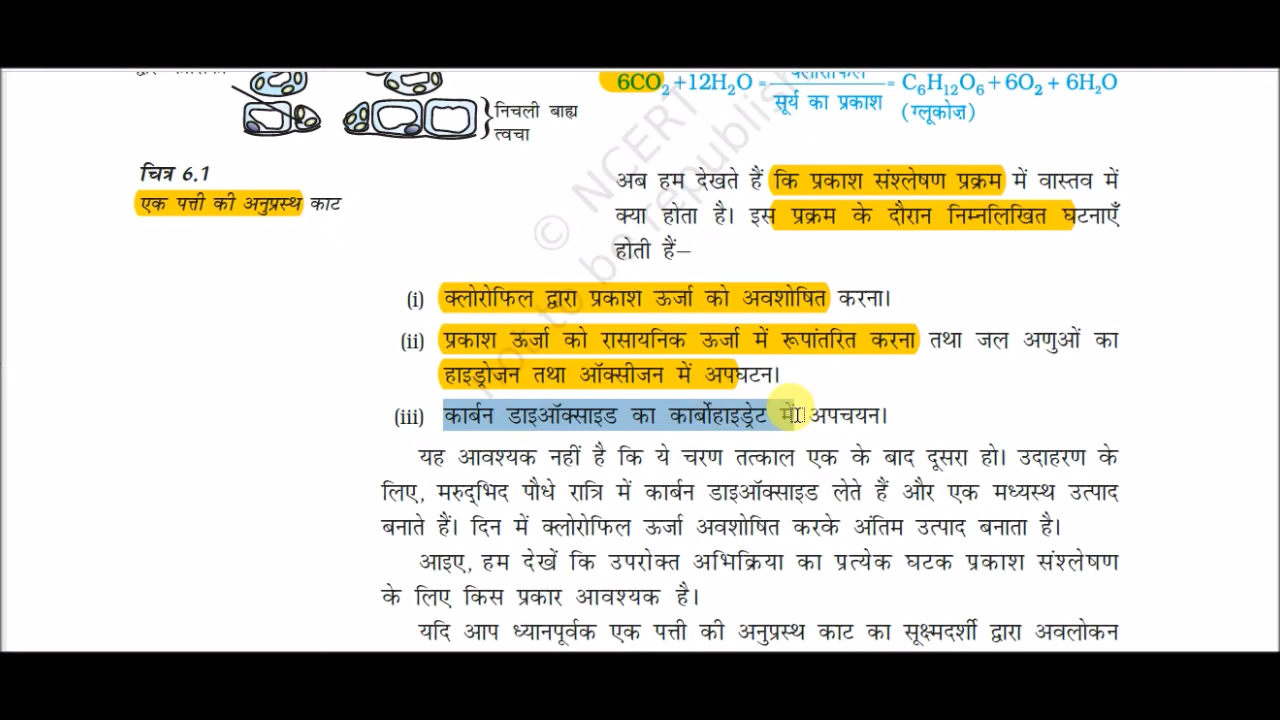 6CO₂ +12H₂O = = C₆H₁₂O₆ + 6O₂ + 6H₂O
सूर्य का प्रकाश
(ग्लूकोज़)
निचली बाह्य
त्वचा
चित्र 6.1
एक पत्ती की अनुप्रस्थ काट
© NCERT
not to be republish
अब हम देखते हैं कि प्रकाश संश्लेषण प्रक्रम में वास्तव में
क्या होता है। इस प्रक्रम के दौरान निम्नलिखित घटनाएँ
होती हैं–
(i) क्लोरोफिल द्वारा प्रकाश ऊर्जा को अवशोषित करना।
(ii) प्रकाश ऊर्जा को रासायनिक ऊर्जा में रूपांतरित करना तथा जल अणुओं का
हाइड्रोजन तथा ऑक्सीजन में अपघटन।
(iii) कार्बन डाइऑक्साइड का कार्बोहाइड्रेट में अपचयन।
यह आवश्यक नहीं है कि ये चरण तत्काल एक के बाद दूसरा हो। उदाहरण के
लिए, मरुद्भिद पौधे रात्रि में कार्बन डाइऑक्साइड लेते हैं और एक मध्यस्थ उत्पाद
बनाते हैं। दिन में क्लोरोफिल ऊर्जा अवशोषित करके अंतिम उत्पाद बनाता है।
आइए, हम देखें कि उपरोक्त अभिक्रिया का प्रत्येक घटक प्रकाश संश्लेषण
के लिए किस प्रकार आवश्यक है।
यदि आप ध्यानपूर्वक एक पत्ती की अनुप्रस्थ काट का सूक्ष्मदर्शी द्वारा अवलोकन